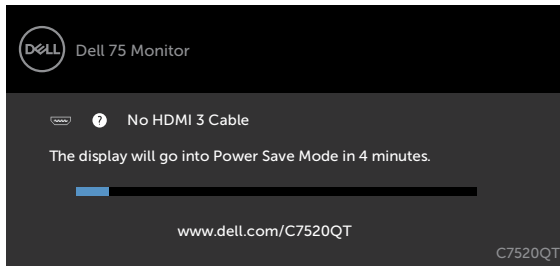 DELL
Dell 75 Monitor
? No HDMI 3 Cable
The display will go into Power Save Mode in 4 minutes.
www.dell.com/C7520QT
C7520QT